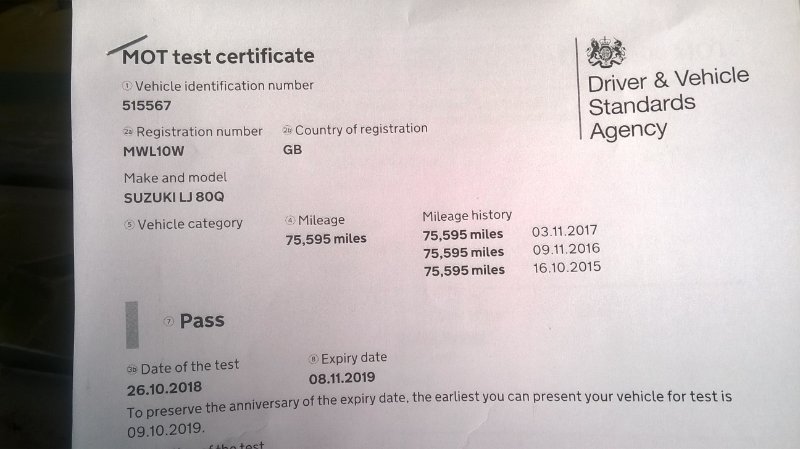 MOT test certificate
Driver & Vehicle
Standards
Agency
① Vehicle identification number
515567
2a Registration number 2b Country of registration
MWL10W GB
Make and model
SUZUKI LJ 80Q
⑤ Vehicle category ④ Mileage Mileage history
75,595 miles 75,595 miles 03.11.2017
75,595 miles 09.11.2016
75,595 miles 16.10.2015
⑦ Pass
Date of the test ⑧ Expiry date
26.10.2018 08.11.2019
To preserve the anniversary of the expiry date, the earliest you can present your vehicle for test is
09.10.2019.
of the test